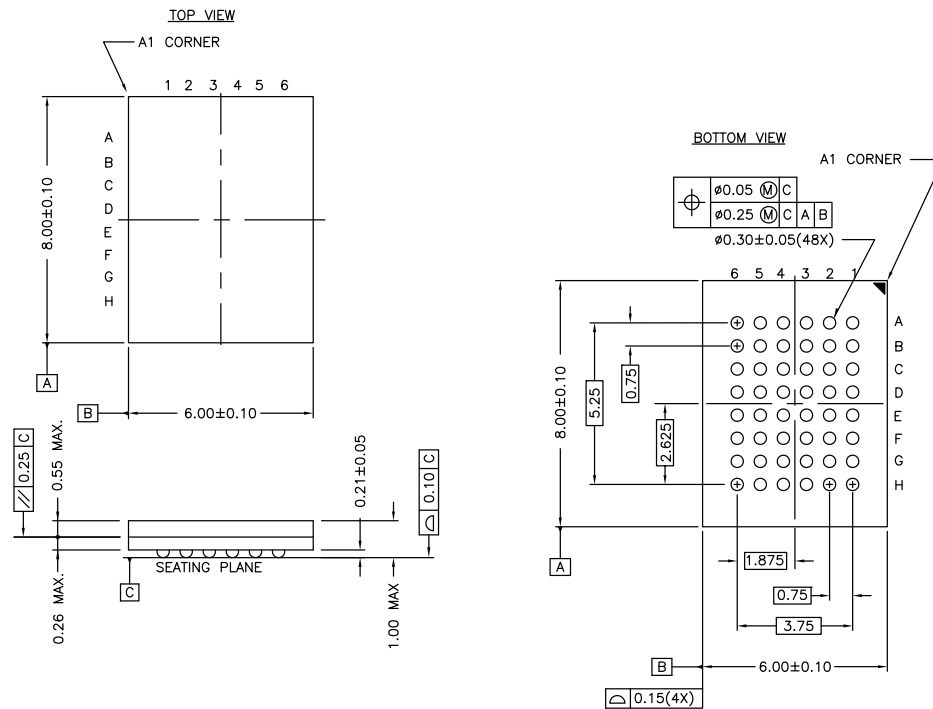 TOP VIEW
A1 CORNER
1 2 3 4 5 6
A
B
C
D
E
F
G
H
8.00±0.10
A
B
6.00±0.10
// 0.25 C
0.55 MAX.
0.21±0.05
⌓ 0.10 C
SEATING PLANE
C
0.26 MAX.
1.00 MAX
BOTTOM VIEW
A1 CORNER
⌖ ø0.05 Ⓜ C
ø0.25 Ⓜ C A B
ø0.30±0.05(48X)
6 5 4 3 2 1
A
B
C
D
E
F
G
H
8.00±0.10
5.25
0.75
2.625
A
1.875
0.75
3.75
B
6.00±0.10
⌓ 0.15(4X)